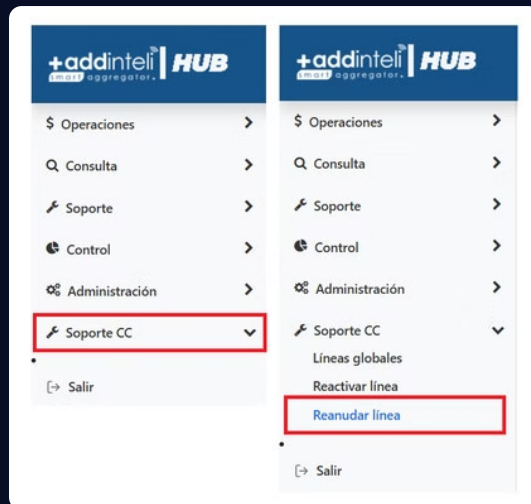 +addinteli HUB
smart aggregator.
$ Operaciones
Consulta
Soporte
Control
Administración
Soporte CC
Salir
+addinteli HUB
smart aggregator.
$ Operaciones
Consulta
Soporte
Control
Administración
Soporte CC
Líneas globales
Reactivar línea
Reanudar línea
Salir